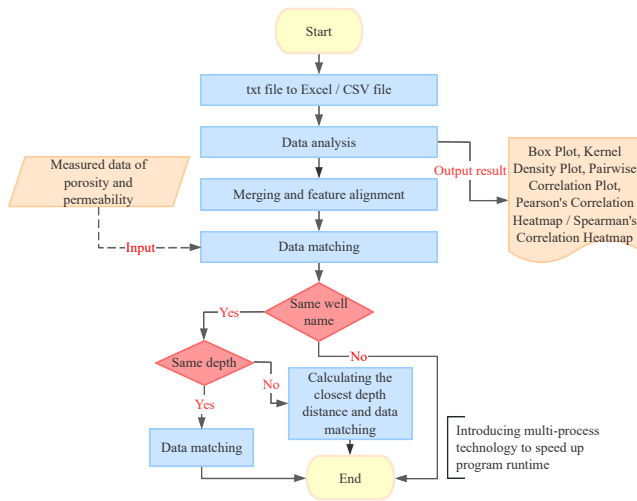 Start
txt file to Excel / CSV file
Data analysis
Output result
Box Plot, Kernel
Density Plot, Pairwise
Correlation Plot,
Pearson's Correlation
Heatmap / Spearman's
Correlation Heatmap
Measured data of
porosity and
permeability
Merging and feature alignment
Input
Data matching
Same well
name
Yes
No
Same depth
No
Calculating the
closest depth
distance and data
matching
Yes
Data matching
Introducing multi-process
technology to speed up
program runtime
End